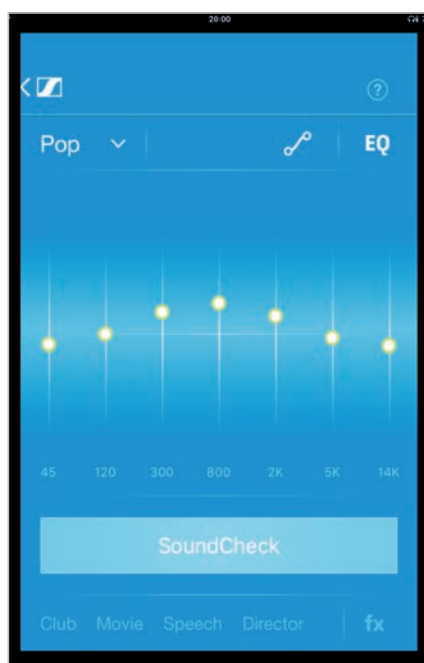 20:00
Pop EQ
45 120 300 800 2K 5K 14K
SoundCheck
Club Movie Speech Director fx